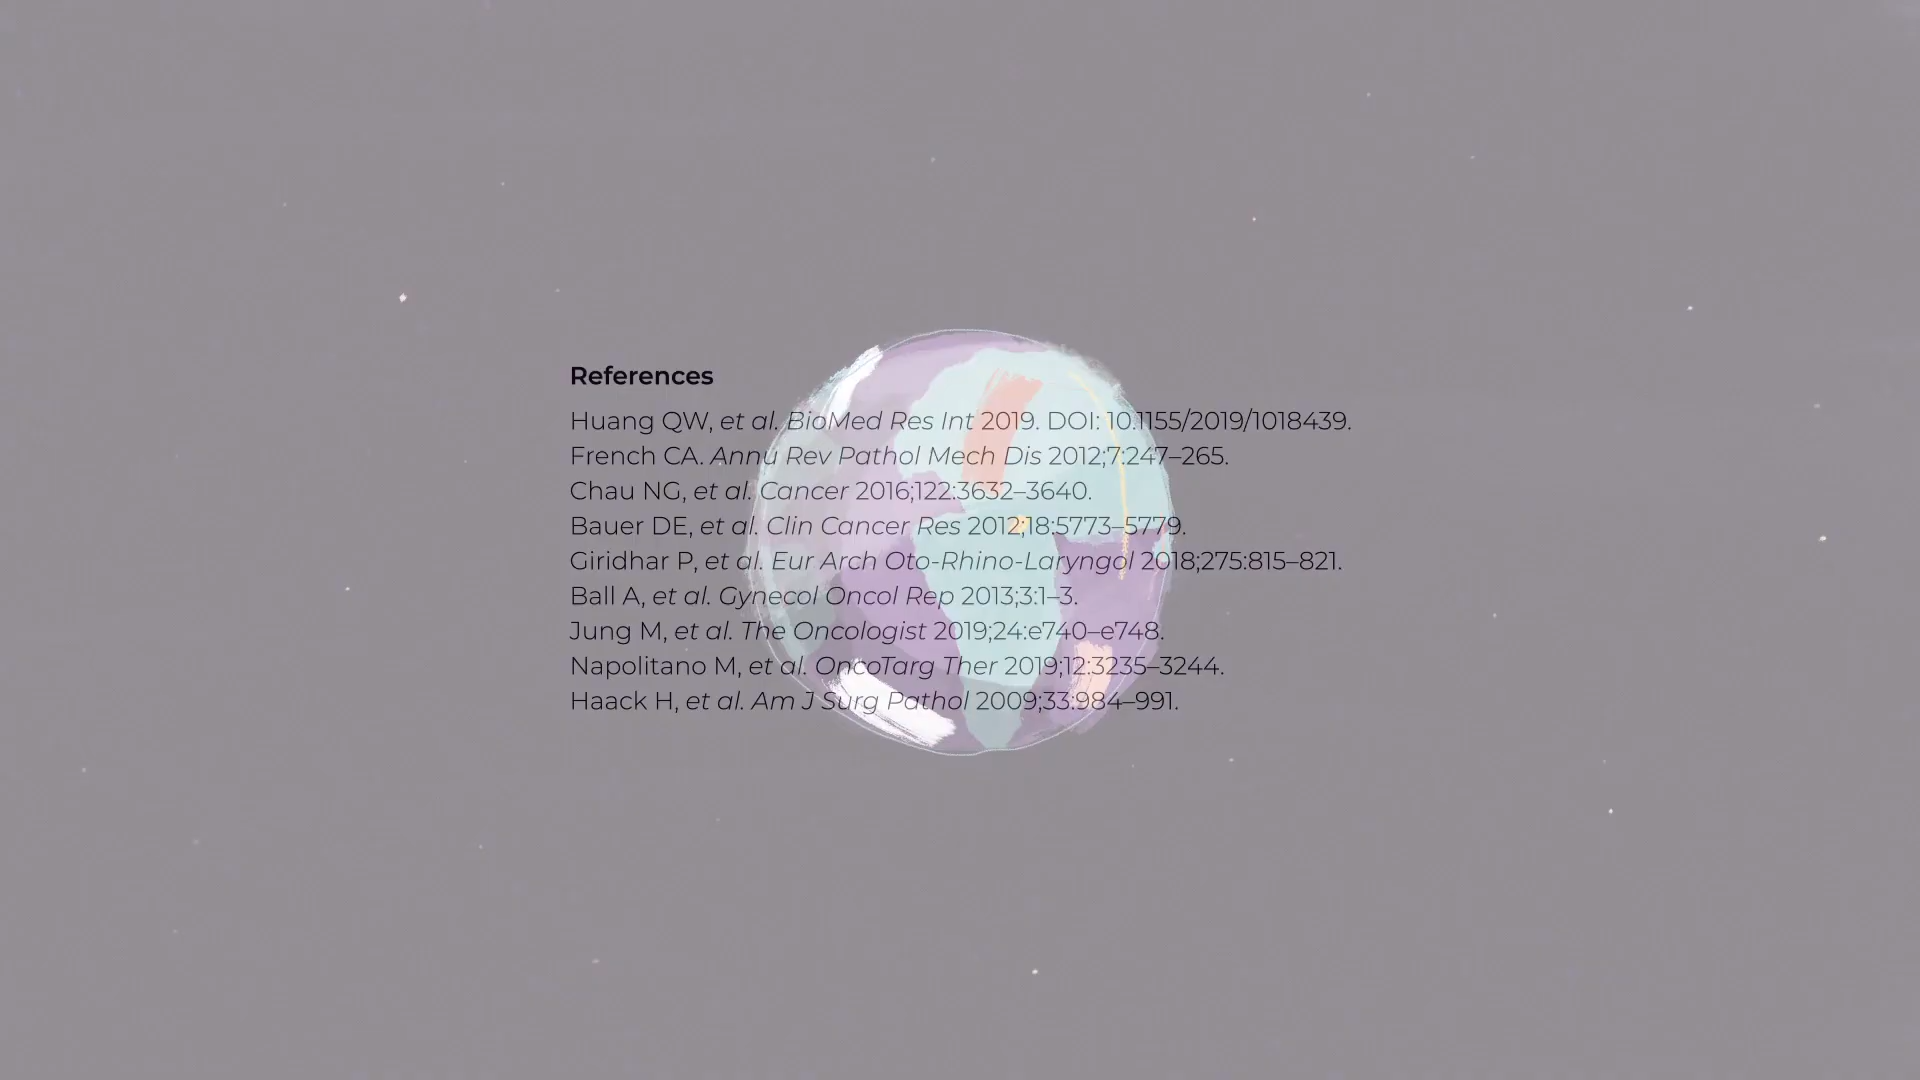 References
Huang QW, et al. BioMed Res Int 2019. DOI: 10.1155/2019/1018439.
French CA. Annu Rev Pathol Mech Dis 2012;7:247–265.
Chau NG, et al. Cancer 2016;122:3632–3640.
Bauer DE, et al. Clin Cancer Res 2012;18:5773–5779.
Giridhar P, et al. Eur Arch Oto-Rhino-Laryngol 2018;275:815–821.
Ball A, et al. Gynecol Oncol Rep 2013;3:1–3.
Jung M, et al. The Oncologist 2019;24:e740–e748.
Napolitano M, et al. OncoTarg Ther 2019;12:3235–3244.
Haack H, et al. Am J Surg Pathol 2009;33:984–991.